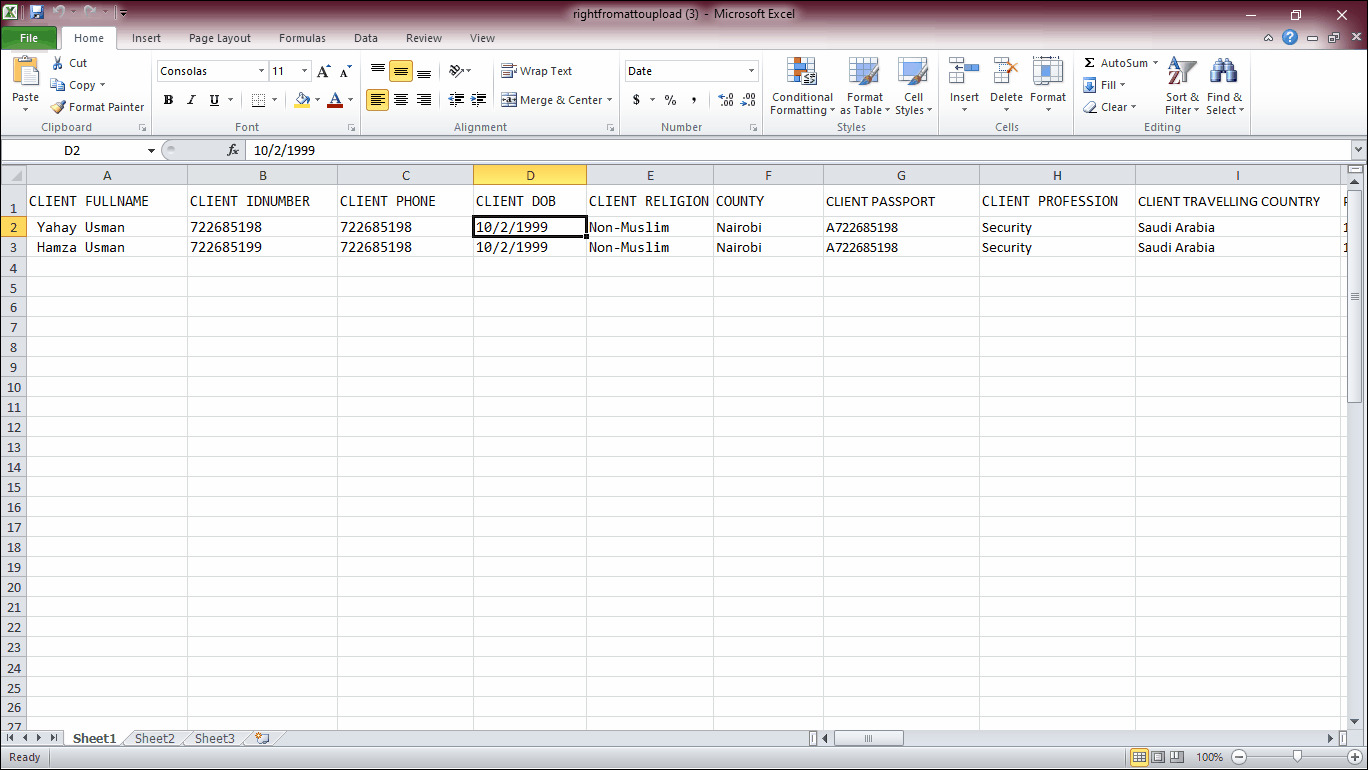 rightfromattoupload (3) - Microsoft Excel
File Home Insert Page Layout Formulas Data Review View
Paste
Cut
Copy
Format Painter
Clipboard
Consolas 11 A A
B I U A
Font
Wrap Text
Merge & Center
Alignment
Date
$ % , .0 .00 .00 .0
Number
Conditional Formatting
Format as Table
Cell Styles
Styles
Insert Delete Format
Cells
Σ AutoSum
Fill
Clear
Sort & Filter
Find & Select
Editing
D2 fx 10/2/1999
A B C D E F G H I
1 CLIENT FULLNAME CLIENT IDNUMBER CLIENT PHONE CLIENT DOB CLIENT RELIGION COUNTY CLIENT PASSPORT CLIENT PROFESSION CLIENT TRAVELLING COUNTRY
2 Yahay Usman 722685198 722685198 10/2/1999 Non-Muslim Nairobi A722685198 Security Saudi Arabia
3 Hamza Usman 722685199 722685198 10/2/1999 Non-Muslim Nairobi A722685198 Security Saudi Arabia
4
5
6
7
8
9
10
11
12
13
14
15
16
17
18
19
20
21
22
23
24
25
26
27
Sheet1 Sheet2 Sheet3
Ready 100%